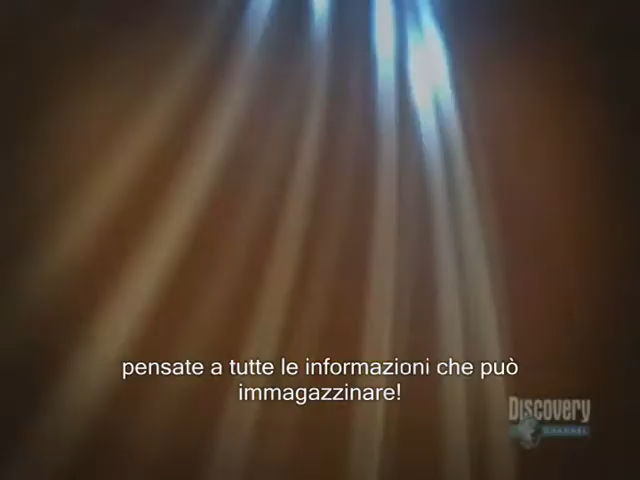 pensate a tutte le informazioni che può
immagazzinare!
Discovery
CHANNEL